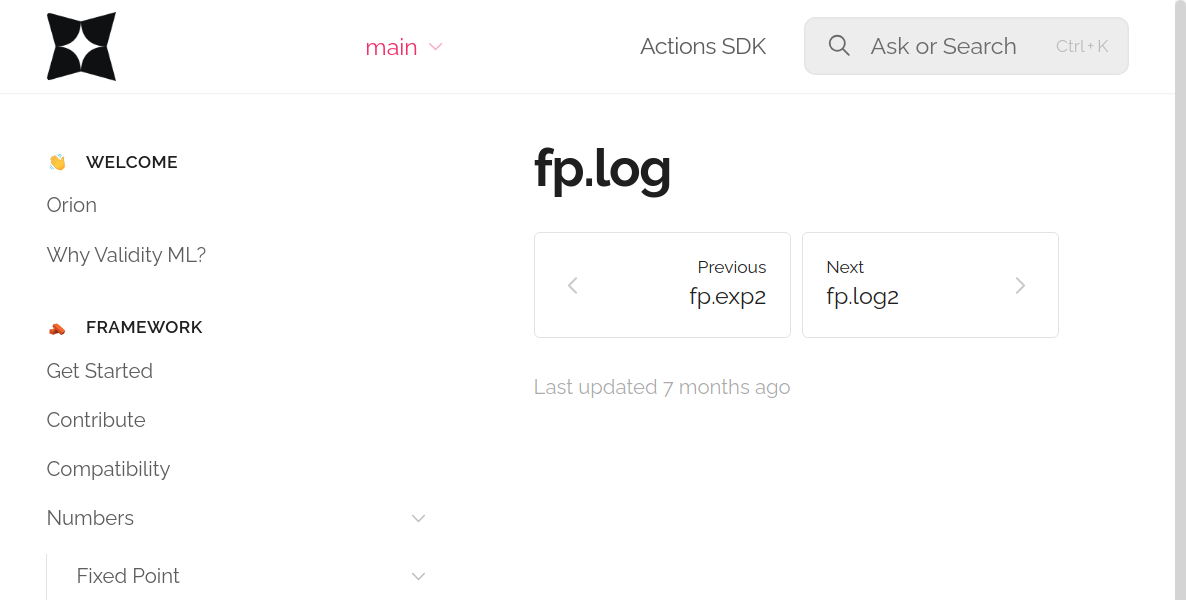 main
Actions SDK
Ask or Search
Ctrl + K
WELCOME
Orion
Why Validity ML?
FRAMEWORK
Get Started
Contribute
Compatibility
Numbers
Fixed Point
fp.log
Previous
fp.exp2
Next
fp.log2
Last updated 7 months ago